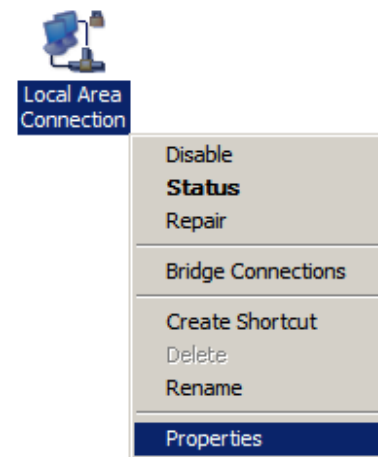 Local Area
Connection
Disable
Status
Repair
Bridge Connections
Create Shortcut
Delete
Rename
Properties